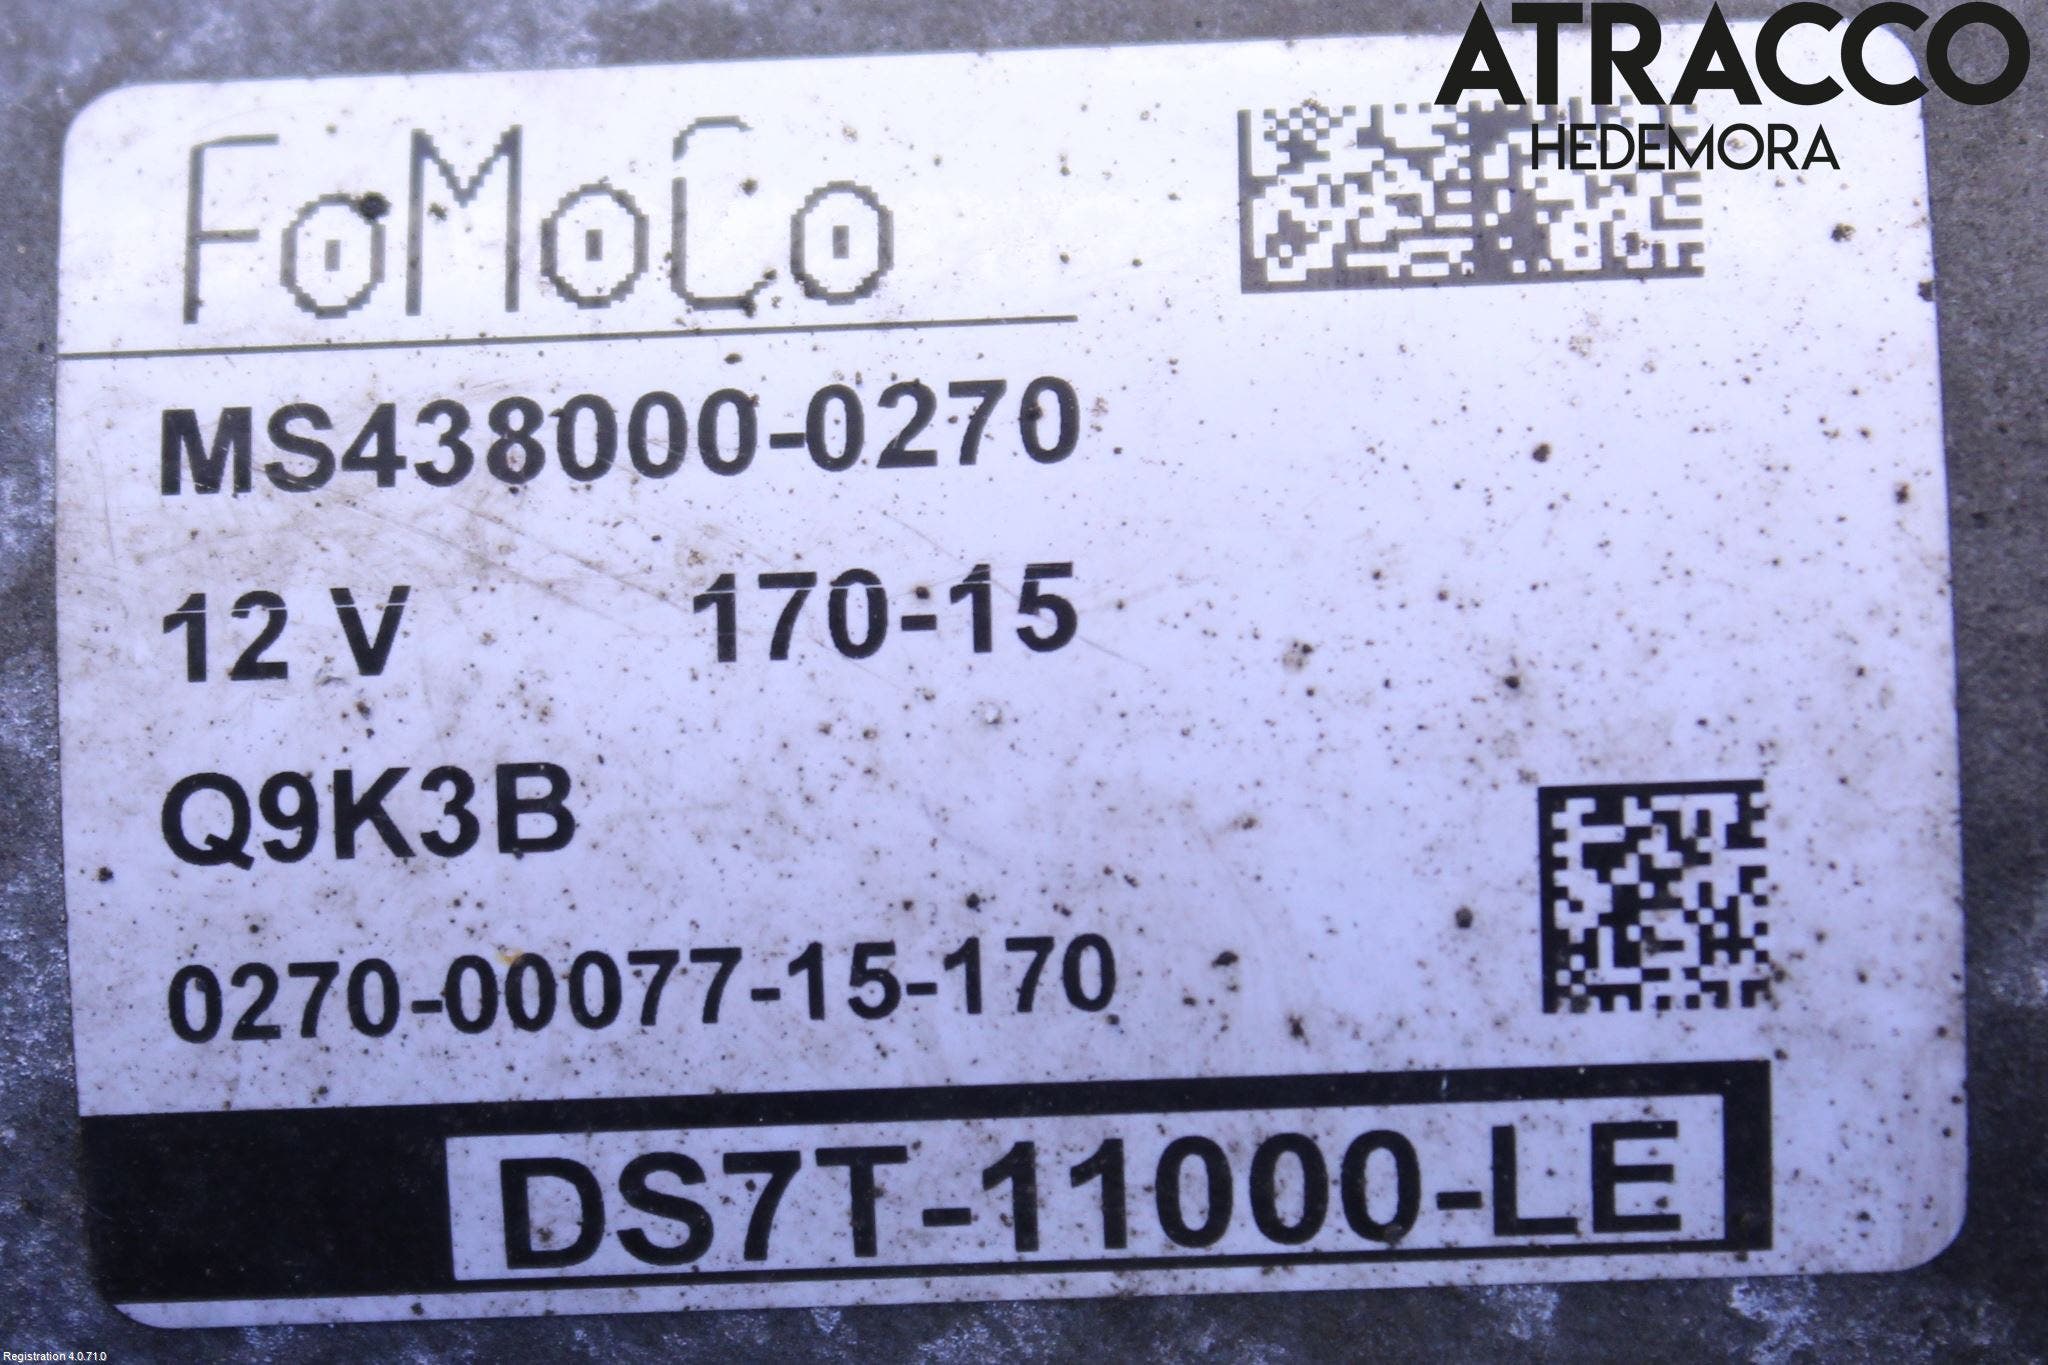 ATRACCO
HEDEMORA
FoMoCo
MS438000-0270
12 V 170-15
Q9K3B
0270-00077-15-170
DS7T-11000-LE
Registration 4.0.71.0